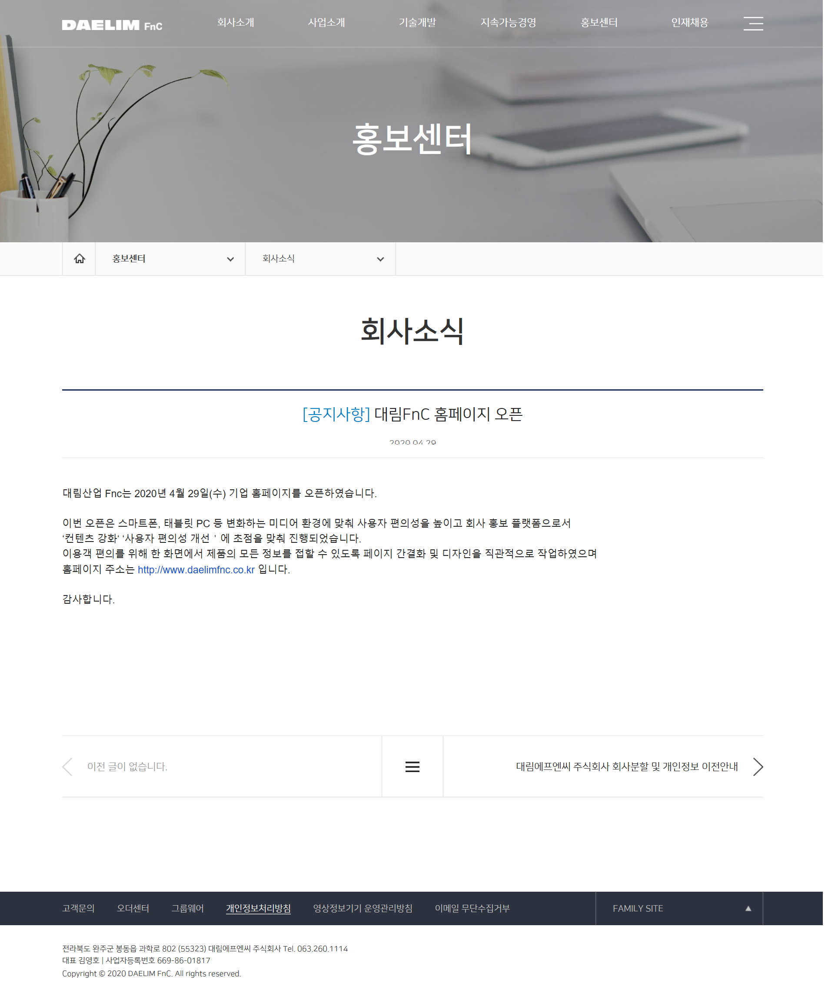 DAELIM FnC
회사소개
사업소개
기술개발
지속가능경영
홍보센터
인재채용
홍보센터
홍보센터
회사소식
회사소식
[공지사항] 대림FnC 홈페이지 오픈
2020.04.29
대림산업 Fnc는 2020년 4월 29일(수) 기업 홈페이지를 오픈하였습니다.
이번 오픈은 스마트폰, 태블릿 PC 등 변화하는 미디어 환경에 맞춰 사용자 편의성을 높이고 회사 홍보 플랫폼으로서
‘컨텐츠 강화‘ ‘사용자 편의성 개선 ' 에 초점을 맞춰 진행되었습니다.
이용객 편의를 위해 한 화면에서 제품의 모든 정보를 접할 수 있도록 페이지 간결화 및 디자인을 직관적으로 작업하였으며
홈페이지 주소는 http://www.daelimfnc.co.kr 입니다.
감사합니다.
이전 글이 없습니다.
대림에프엔씨 주식회사 회사분할 및 개인정보 이전안내
고객문의
오더센터
그룹웨어
개인정보처리방침
영상정보기기 운영관리방침
이메일 무단수집거부
FAMILY SITE
전라북도 완주군 봉동읍 과학로 802 (55323) 대림에프엔씨 주식회사 Tel. 063.260.1114
대표 김영호 | 사업자등록번호 669-86-01817
Copyright © 2020 DAELIM FnC. All rights reserved.